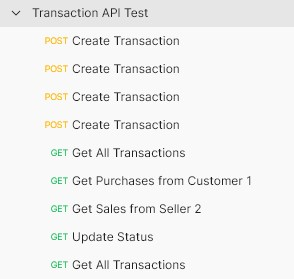 Transaction API Test
POST Create Transaction
POST Create Transaction
POST Create Transaction
POST Create Transaction
GET Get All Transactions
GET Get Purchases from Customer 1
GET Get Sales from Seller 2
GET Update Status
GET Get All Transactions